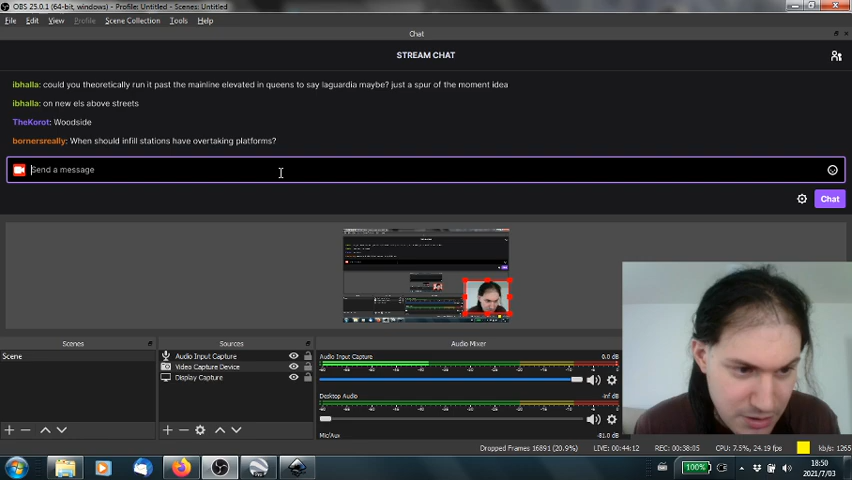 OBS 25.0.1 (64-bit, windows) - Profile: Untitled - Scenes: Untitled
File Edit View Profile Scene Collection Tools Help
Chat
STREAM CHAT
ibhalla: could you theoretically run it past the mainline elevated in queens to say laguardia maybe? just a spur of the moment idea
ibhalla: on new els above streets
TheKorot: Woodside
bornersreally: When should infill stations have overtaking platforms?
Send a message
Chat
Scenes Sources Audio Mixer
Scene
Audio Input Capture
Video Capture Device
Display Capture
Audio Input Capture 0.0 dB
Desktop Audio -inf dB
Mic/Aux -81.0 dB
Dropped Frames 16891 (20.9%) LIVE: 00:44:12 REC: 00:38:05 CPU: 7.5%, 24.19 fps kb/s: 1265
100% 18:50
2021/7/03